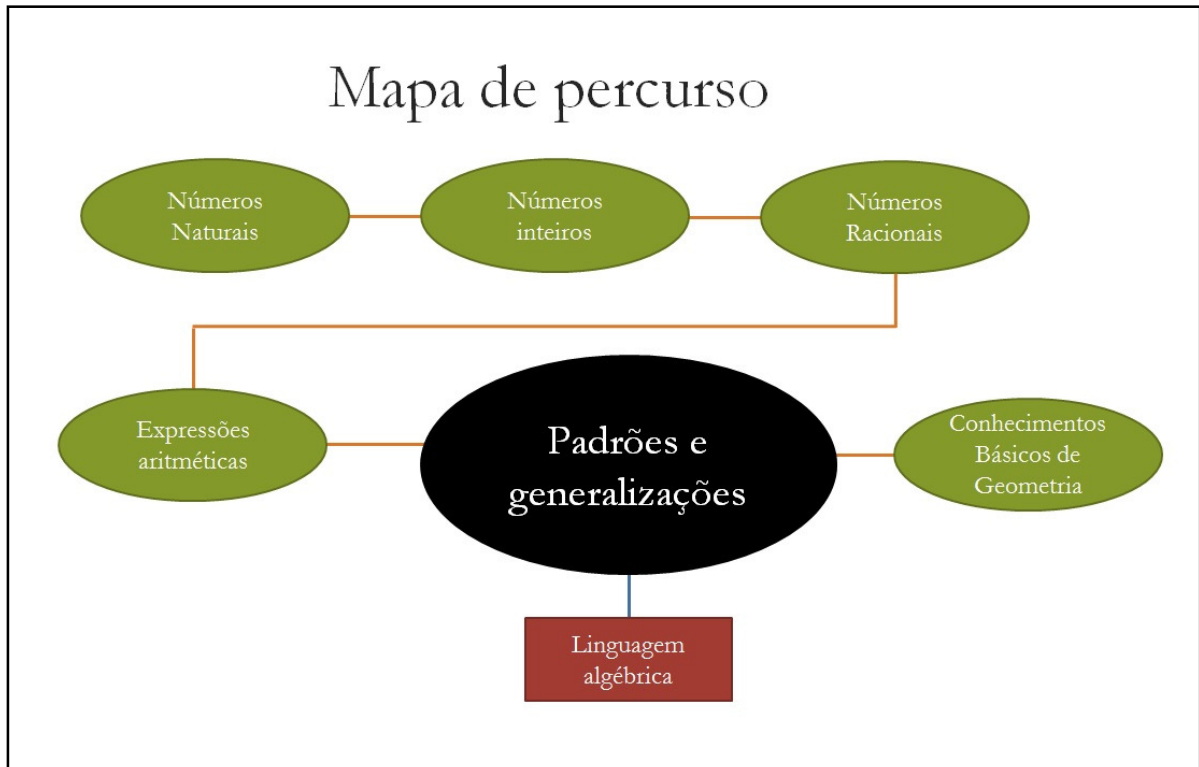 Mapa de percurso
Números
Naturais
Números
inteiros
Números
Racionais
Expressões
aritméticas
Padrões e
generalizações
Conhecimentos
Básicos de
Geometria
Linguagem
algébrica